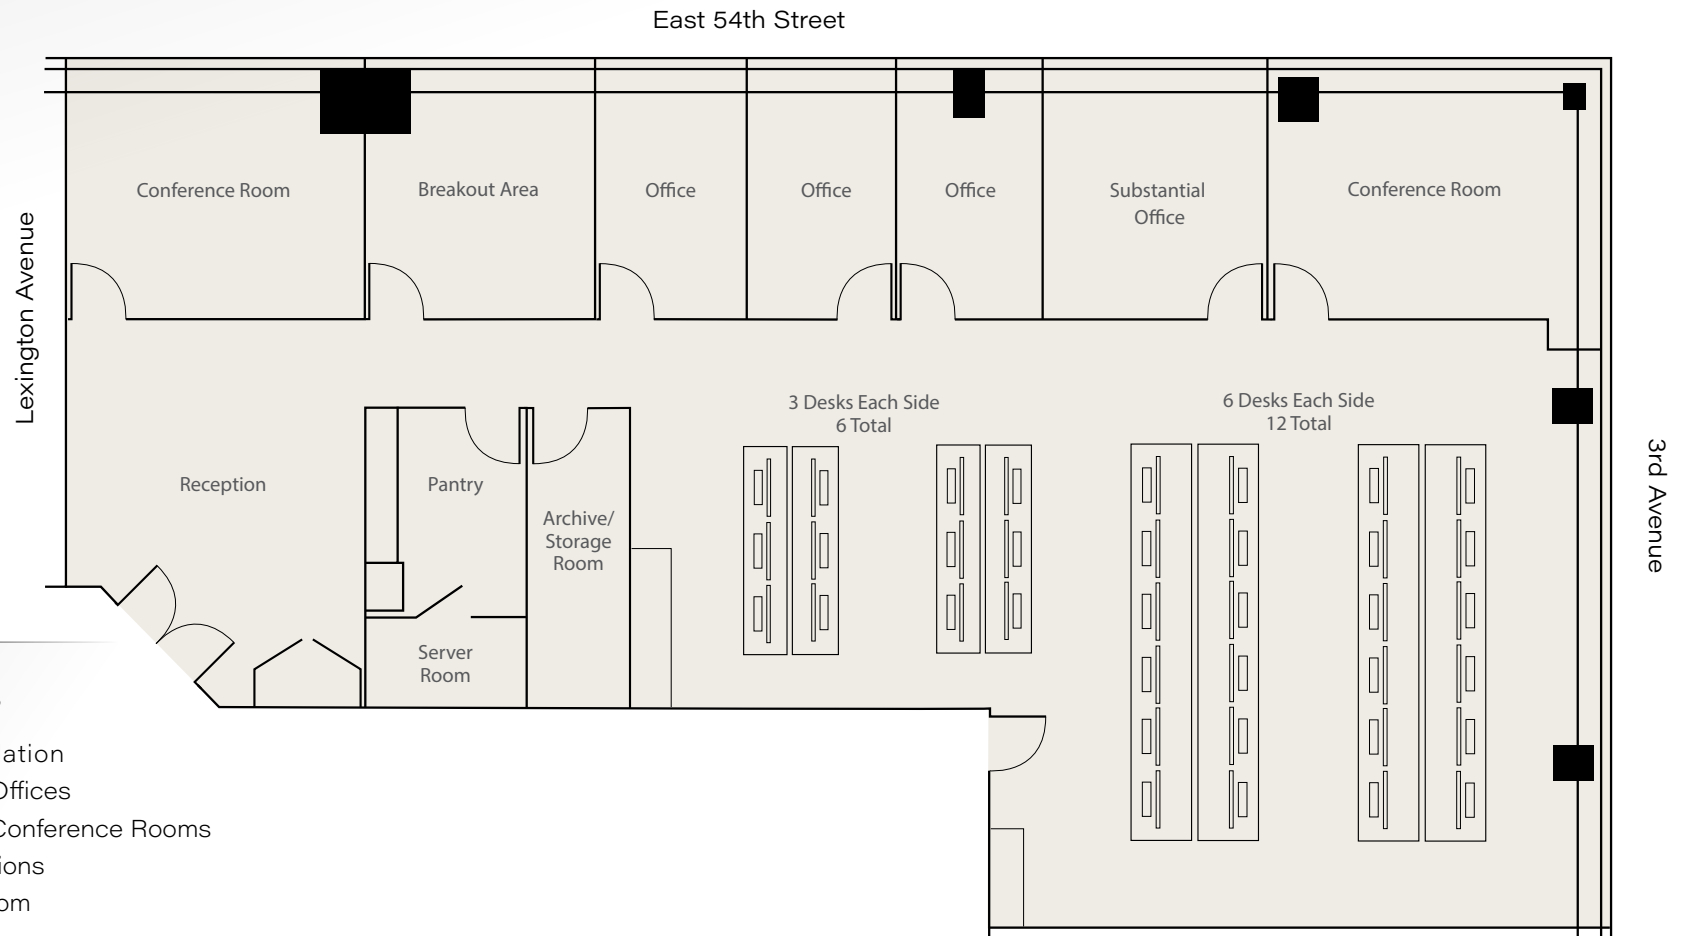 East 54th Street
Lexington Avenue
Conference Room
Breakout Area
Office
Office
Office
Substantial
Office
Conference Room
3 Desks Each Side
6 Total
6 Desks Each Side
12 Total
3rd Avenue
Reception
Pantry
Archive/
Storage
Room
Server
Room
ation
Offices
Conference Rooms
ions
om